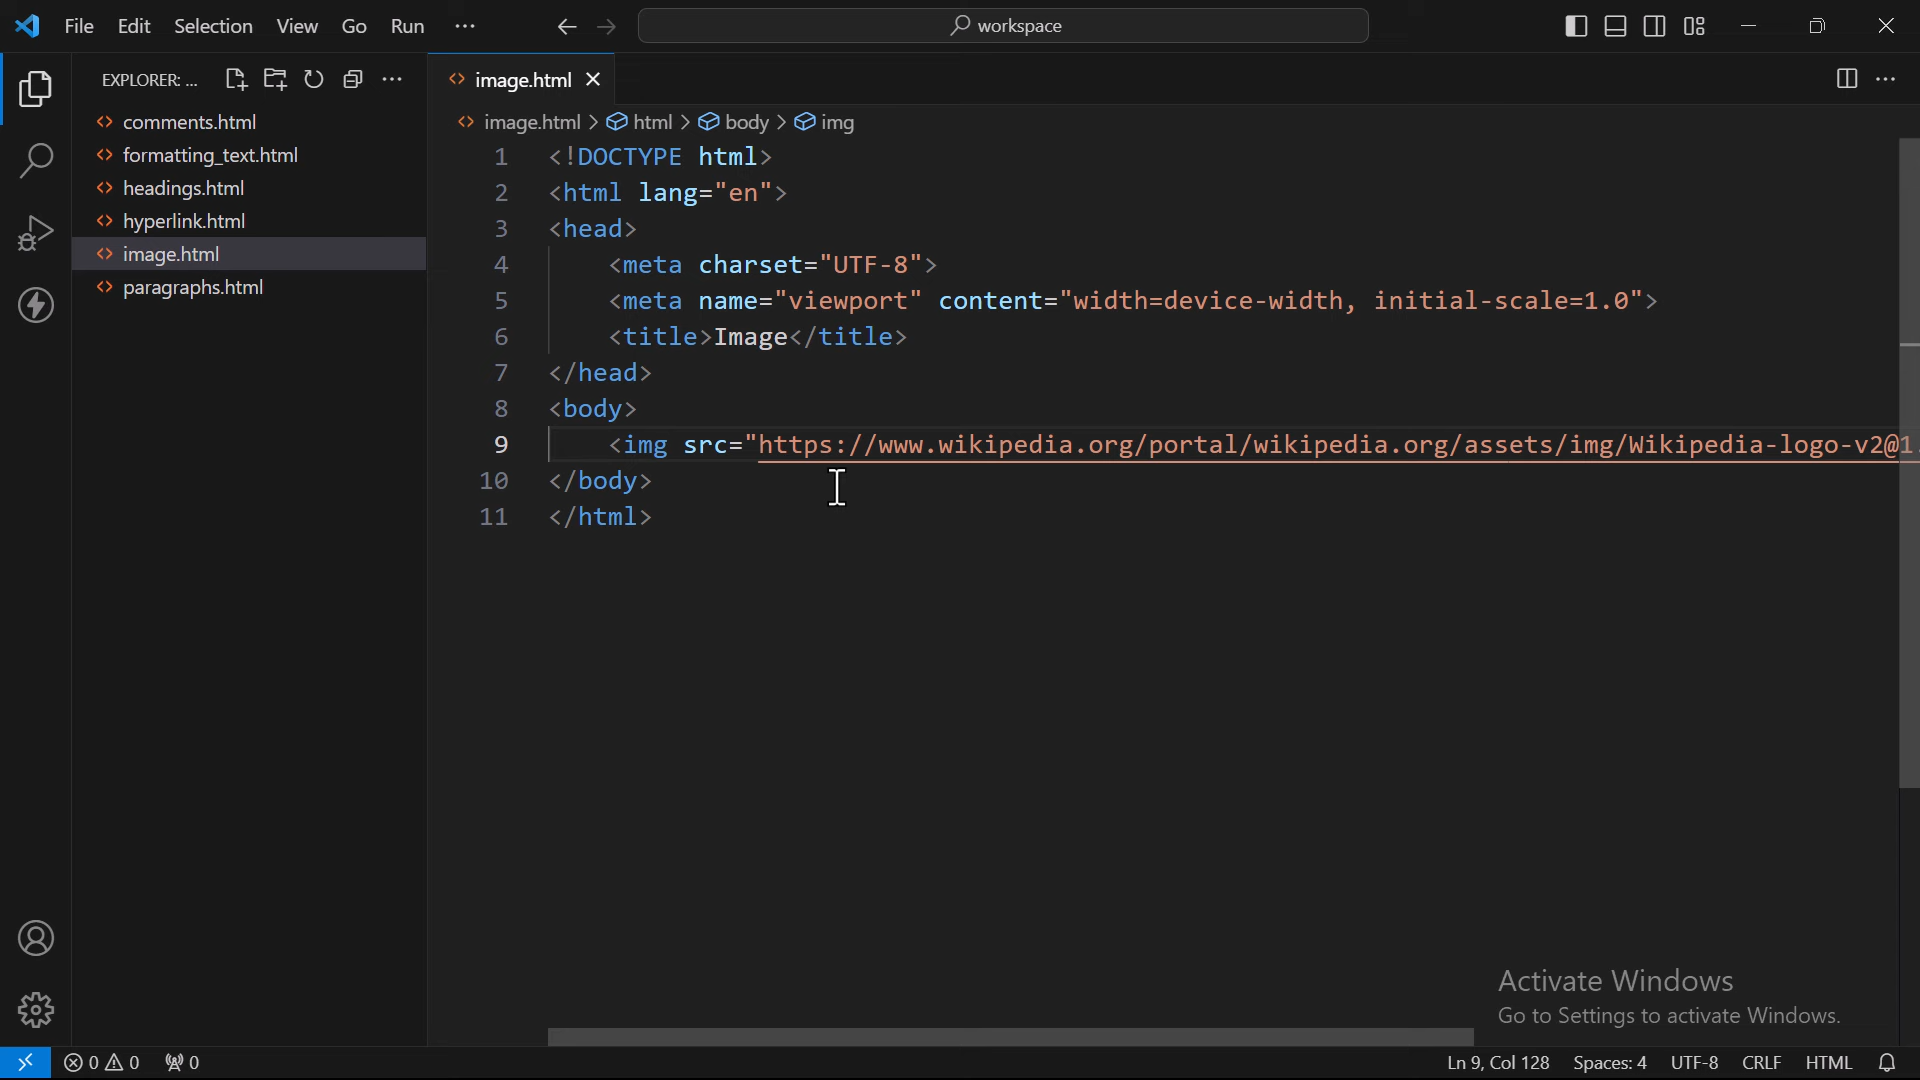 File Edit Selection View Go Run ··· workspace
EXPLORER: ...
comments.html
formatting_text.html
headings.html
hyperlink.html
image.html
paragraphs.html
image.html
image.html > html > body > img
1 <!DOCTYPE html>
2 <html lang="en">
3 <head>
4 <meta charset="UTF-8">
5 <meta name="viewport" content="width=device-width, initial-scale=1.0">
6 <title>Image</title>
7 </head>
8 <body>
9 <img src="https://www.wikipedia.org/portal/wikipedia.org/assets/img/Wikipedia-logo-v2@1
10 </body>
11 </html>
Activate Windows
Go to Settings to activate Windows.
0 0 0 Ln 9, Col 128 Spaces: 4 UTF-8 CRLF HTML